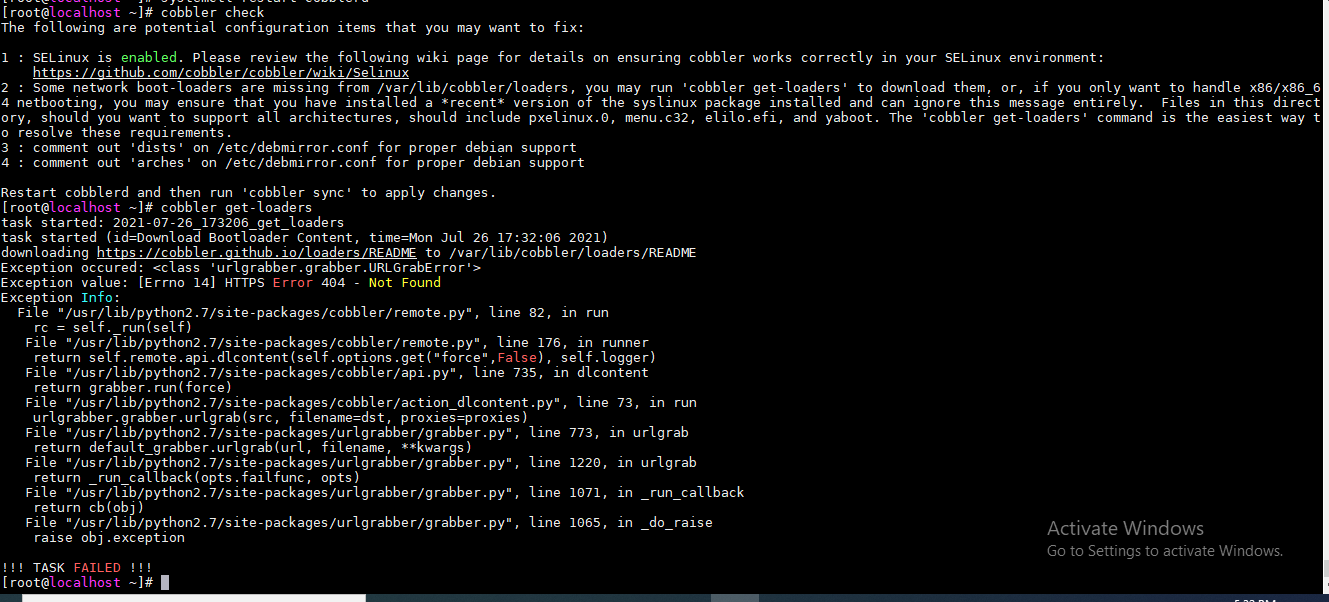 [root@localhost ~]# systemctl restart cobblerd
[root@localhost ~]# cobbler check
The following are potential configuration items that you may want to fix:
1 : SELinux is enabled. Please review the following wiki page for details on ensuring cobbler works correctly in your SELinux environment:
https://github.com/cobbler/cobbler/wiki/Selinux
2 : Some network boot-loaders are missing from /var/lib/cobbler/loaders, you may run 'cobbler get-loaders' to download them, or, if you only want to handle x86/x86_6
4 netbooting, you may ensure that you have installed a *recent* version of the syslinux package installed and can ignore this message entirely.  Files in this direct
ory, should you want to support all architectures, should include pxelinux.0, menu.c32, elilo.efi, and yaboot. The 'cobbler get-loaders' command is the easiest way t
o resolve these requirements.
3 : comment out 'dists' on /etc/debmirror.conf for proper debian support
4 : comment out 'arches' on /etc/debmirror.conf for proper debian support
Restart cobblerd and then run 'cobbler sync' to apply changes.
[root@localhost ~]# cobbler get-loaders
task started: 2021-07-26_173206_get_loaders
task started (id=Download Bootloader Content, time=Mon Jul 26 17:32:06 2021)
downloading https://cobbler.github.io/loaders/README to /var/lib/cobbler/loaders/README
Exception occured: <class 'urlgrabber.grabber.URLGrabError'>
Exception value: [Errno 14] HTTPS Error 404 - Not Found
Exception Info:
File "/usr/lib/python2.7/site-packages/cobbler/remote.py", line 82, in run
rc = self._run(self)
File "/usr/lib/python2.7/site-packages/cobbler/remote.py", line 176, in runner
return self.remote.api.dlcontent(self.options.get("force",False), self.logger)
File "/usr/lib/python2.7/site-packages/cobbler/api.py", line 735, in dlcontent
return grabber.run(force)
File "/usr/lib/python2.7/site-packages/cobbler/action_dlcontent.py", line 73, in run
urlgrabber.grabber.urlgrab(src, filename=dst, proxies=proxies)
File "/usr/lib/python2.7/site-packages/urlgrabber/grabber.py", line 773, in urlgrab
return default_grabber.urlgrab(url, filename, **kwargs)
File "/usr/lib/python2.7/site-packages/urlgrabber/grabber.py", line 1220, in urlgrab
return _run_callback(opts.failfunc, opts)
File "/usr/lib/python2.7/site-packages/urlgrabber/grabber.py", line 1071, in _run_callback
return cb(obj)
File "/usr/lib/python2.7/site-packages/urlgrabber/grabber.py", line 1065, in _do_raise
raise obj.exception
Activate Windows
Go to Settings to activate Windows.
!!! TASK FAILED !!!
[root@localhost ~]#